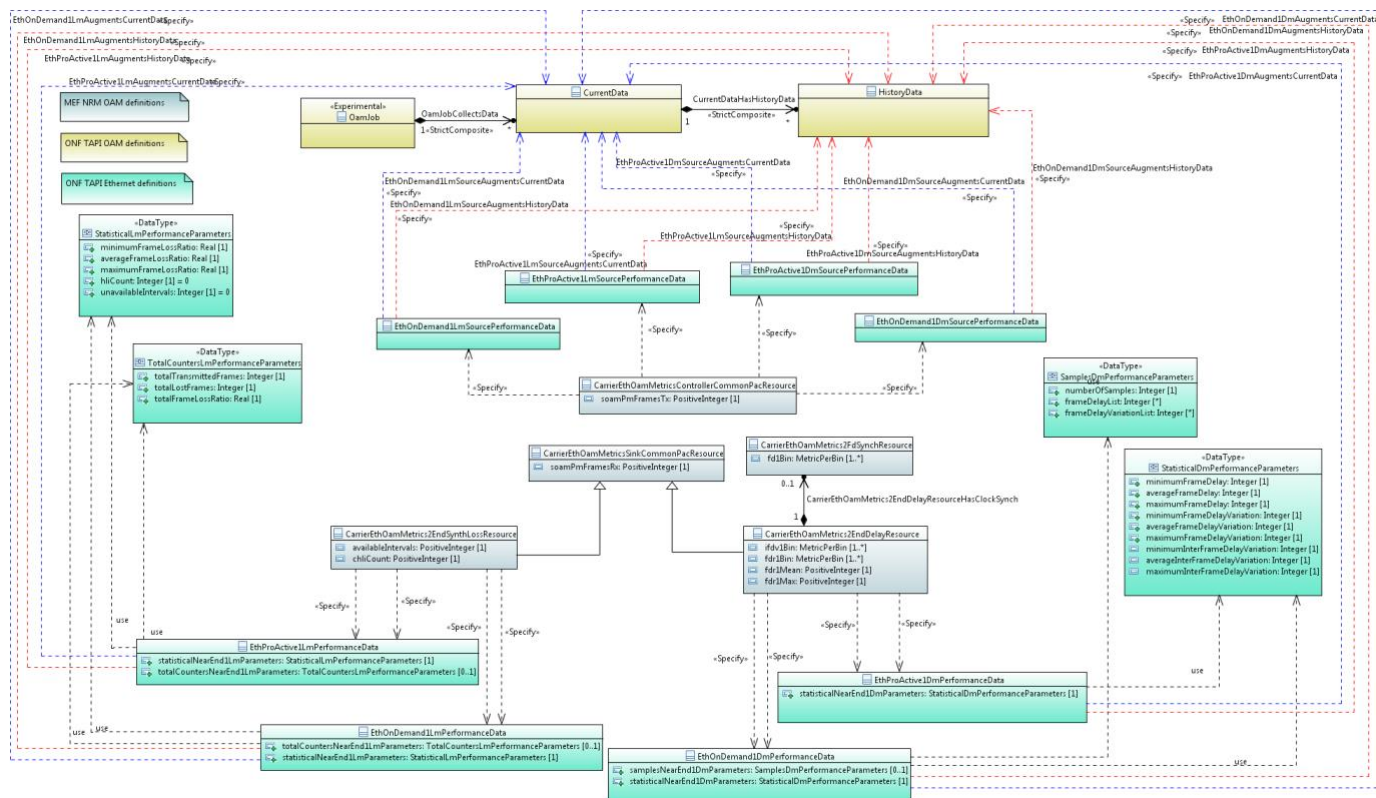 EthOnDemand1LmAugmentsCurrentData
«Specify»
EthOnDemand1LmAugmentsHistoryData
«Specify»
EthProActive1LmAugmentsHistoryData
«Specify»
EthProActive1LmAugmentsCurrentData
«Specify»
«Specify»
EthOnDemand1DmAugmentsCurrentData
EthOnDemand1DmAugmentsHistoryData
«Specify»
EthProActive1DmAugmentsHistoryData
«Specify»
«Specify»
EthProActive1DmAugmentsCurrentData
MEF NRM OAM definitions
ONF TAPI OAM definitions
ONF TAPI Ethernet definitions
«Experimental»
OamJob
OamJobCollectsData
1 «StrictComposite» *
CurrentData
CurrentDataHasHistoryData
1 «StrictComposite» *
HistoryData
EthProActive1DmSourceAugmentsCurrentData
«Specify»
EthOnDemand1LmSourceAugmentsCurrentData
«Specify»
EthOnDemand1LmSourceAugmentsHistoryData
«Specify»
EthOnDemand1DmSourceAugmentsHistoryData
«Specify»
EthOnDemand1DmSourceAugmentsCurrentData
«Specify»
EthProActive1LmSourceAugmentsHistoryData
«Specify»
«Specify»
EthProActive1LmSourceAugmentsCurrentData
«Specify»
EthProActive1DmSourceAugmentsHistoryData
«DataType»
StatisticalLmPerformanceParameters
minimumFrameLossRatio: Real [1]
averageFrameLossRatio: Real [1]
maximumFrameLossRatio: Real [1]
hliCount: Integer [1] = 0
unavailableIntervals: Integer [1] = 0
EthProActive1LmSourcePerformanceData
EthProActive1DmSourcePerformanceData
EthOnDemand1LmSourcePerformanceData
EthOnDemand1DmSourcePerformanceData
«Specify»
«Specify»
«Specify»
«Specify»
«DataType»
TotalCountersLmPerformanceParameters
totalTransmittedFrames: Integer [1]
totalLostFrames: Integer [1]
totalFrameLossRatio: Real [1]
CarrierEthOamMetricsControllerCommonPacResource
soamPmFramesTx: PositiveInteger [1]
«DataType»
SamplesDmPerformanceParameters
use
numberOfSamples: Integer [1]
frameDelayList: Integer [*]
frameDelayVariationList: Integer [*]
CarrierEthOamMetricsSinkCommonPacResource
soamPmFramesRx: PositiveInteger [1]
CarrierEthOamMetrics2FdSynchResource
fd1Bin: MetricPerBin [1..*]
0..1
CarrierEthOamMetrics2EndDelayResourceHasClockSynch
1
«DataType»
StatisticalDmPerformanceParameters
minimumFrameDelay: Integer [1]
averageFrameDelay: Integer [1]
maximumFrameDelay: Integer [1]
minimumFrameDelayVariation: Integer [1]
averageFrameDelayVariation: Integer [1]
maximumFrameDelayVariation: Integer [1]
minimumInterFrameDelayVariation: Integer [1]
averageInterFrameDelayVariation: Integer [1]
maximumInterFrameDelayVariation: Integer [1]
CarrierEthOamMetrics2EndSynthLossResource
availableIntervals: PositiveInteger [1]
chliCount: PositiveInteger [1]
CarrierEthOamMetrics2EndDelayResource
ifdv1Bin: MetricPerBin [1..*]
fdr1Bin: MetricPerBin [1..*]
fdr1Mean: PositiveInteger [1]
fdr1Max: PositiveInteger [1]
«Specify»
«Specify»
«Specify»
«Specify»
«Specify»
«Specify»
«Specify»
«Specify»
use
use
EthProActive1LmPerformanceData
statisticalNearEnd1LmParameters: StatisticalLmPerformanceParameters [1]
totalCountersNearEnd1LmParameters: TotalCountersLmPerformanceParameters [0..1]
EthProActive1DmPerformanceData
statisticalNearEnd1DmParameters: StatisticalDmPerformanceParameters [1]
use
use
use
EthOnDemand1LmPerformanceData
totalCountersNearEnd1LmParameters: TotalCountersLmPerformanceParameters [0..1]
statisticalNearEnd1LmParameters: StatisticalLmPerformanceParameters [1]
EthOnDemand1DmPerformanceData
samplesNearEnd1DmParameters: SamplesDmPerformanceParameters [0..1]
statisticalNearEnd1DmParameters: StatisticalDmPerformanceParameters [1]
use